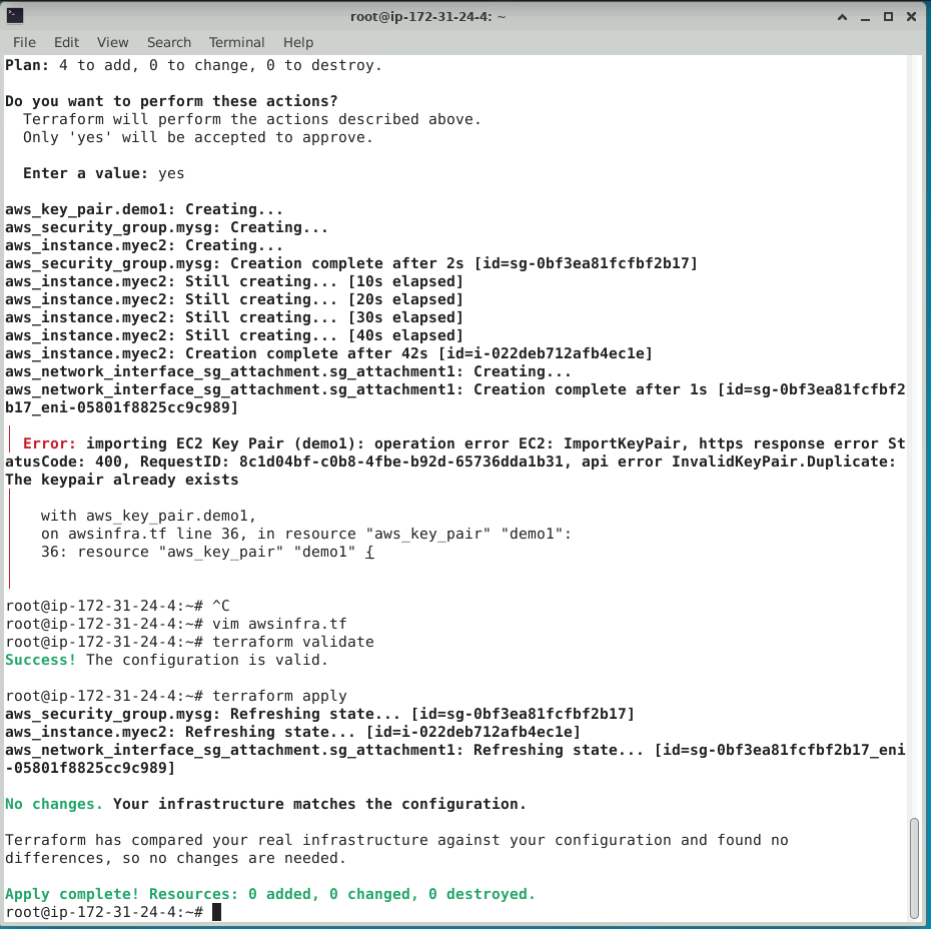 root@ip-172-31-24-4: ~
File Edit View Search Terminal Help
Plan: 4 to add, 0 to change, 0 to destroy.
Do you want to perform these actions?
Terraform will perform the actions described above.
Only 'yes' will be accepted to approve.
Enter a value: yes
aws_key_pair.demo1: Creating...
aws_security_group.mysg: Creating...
aws_instance.myec2: Creating...
aws_security_group.mysg: Creation complete after 2s [id=sg-0bf3ea81fcfbf2b17]
aws_instance.myec2: Still creating... [10s elapsed]
aws_instance.myec2: Still creating... [20s elapsed]
aws_instance.myec2: Still creating... [30s elapsed]
aws_instance.myec2: Still creating... [40s elapsed]
aws_instance.myec2: Creation complete after 42s [id=i-022deb712afb4ec1e]
aws_network_interface_sg_attachment.sg_attachment1: Creating...
aws_network_interface_sg_attachment.sg_attachment1: Creation complete after 1s [id=sg-0bf3ea81fcfbf2
b17_eni-05801f8825cc9c989]
Error: importing EC2 Key Pair (demo1): operation error EC2: ImportKeyPair, https response error St
atusCode: 400, RequestID: 8c1d04bf-c0b8-4fbe-b92d-65736dda1b31, api error InvalidKeyPair.Duplicate:
The keypair already exists
with aws_key_pair.demo1,
on awsinfra.tf line 36, in resource "aws_key_pair" "demo1":
36: resource "aws_key_pair" "demo1" {
root@ip-172-31-24-4:~# ^C
root@ip-172-31-24-4:~# vim awsinfra.tf
root@ip-172-31-24-4:~# terraform validate
Success! The configuration is valid.
root@ip-172-31-24-4:~# terraform apply
aws_security_group.mysg: Refreshing state... [id=sg-0bf3ea81fcfbf2b17]
aws_instance.myec2: Refreshing state... [id=i-022deb712afb4ec1e]
aws_network_interface_sg_attachment.sg_attachment1: Refreshing state... [id=sg-0bf3ea81fcfbf2b17_eni
-05801f8825cc9c989]
No changes. Your infrastructure matches the configuration.
Terraform has compared your real infrastructure against your configuration and found no
differences, so no changes are needed.
Apply complete! Resources: 0 added, 0 changed, 0 destroyed.
root@ip-172-31-24-4:~#